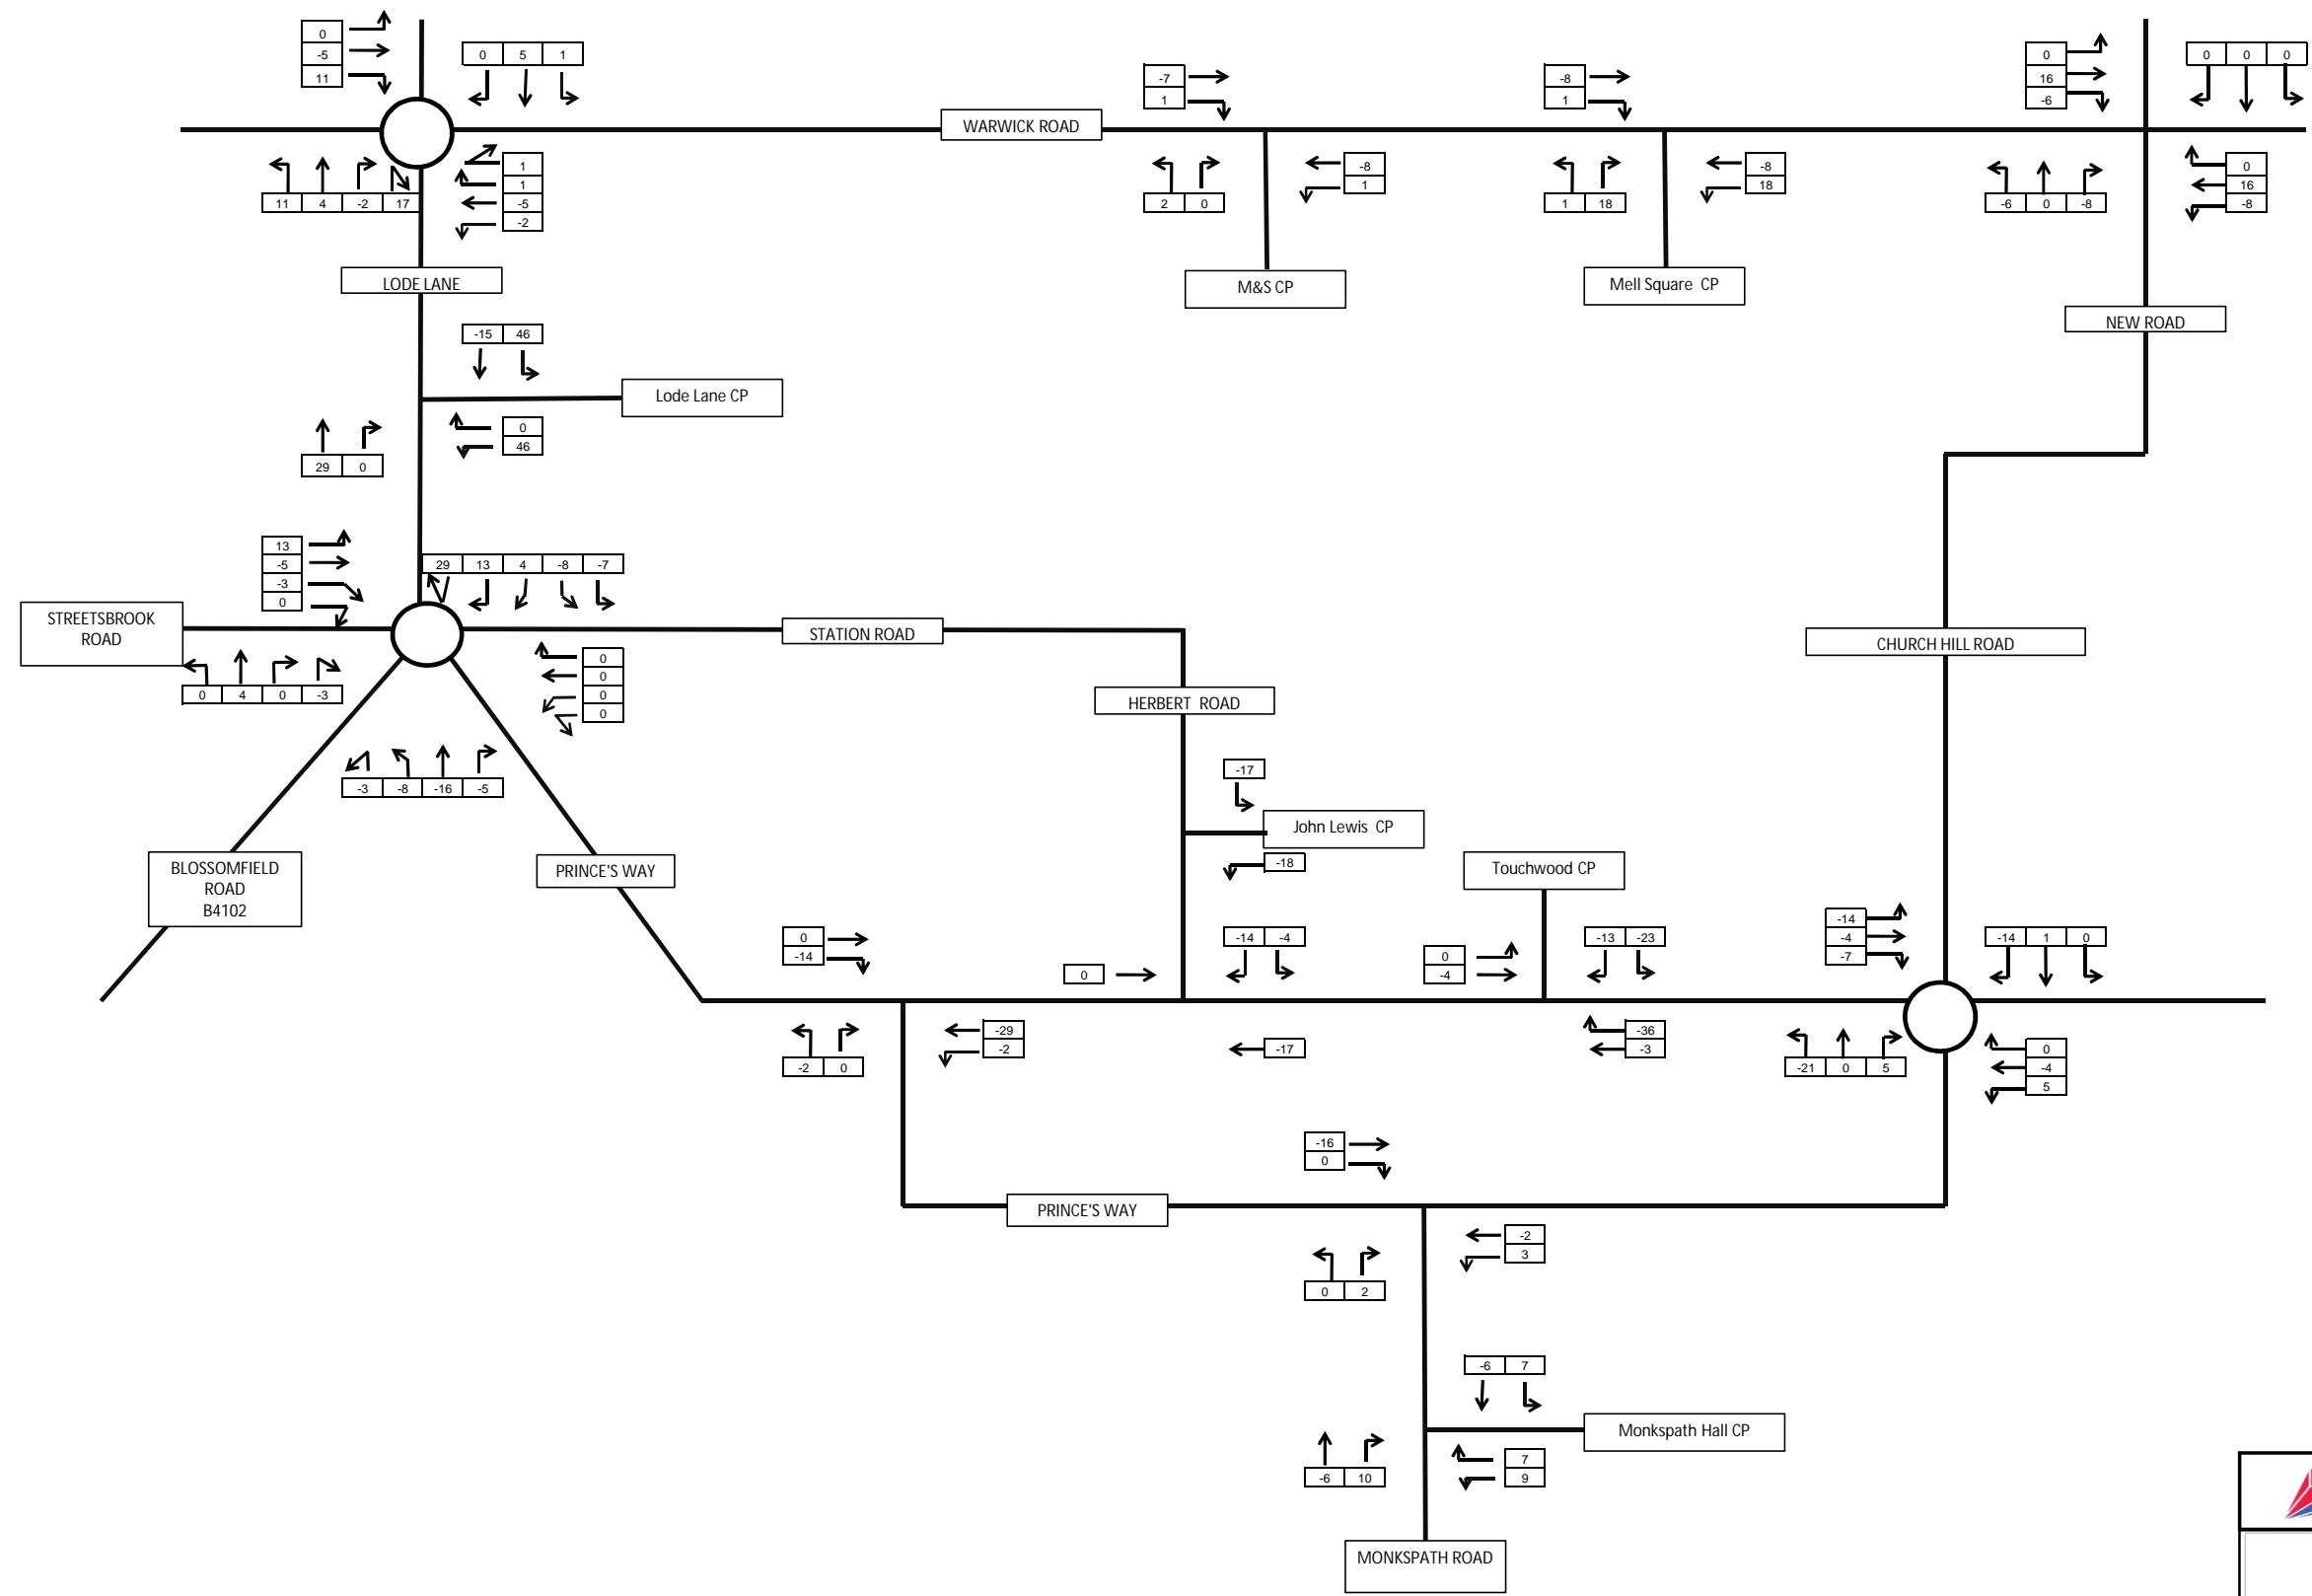 0
-5
11
0 5 1
-7
1
-8
1
0
16
-6
0 0 0
WARWICK ROAD
11 4 -2 17
1
1
-5
-2
2 0
-8
1
1 18
-8
18
-6 0 -8
0
16
-8
LODE LANE
M&S CP
Mell Square CP
NEW ROAD
-15 46
Lode Lane CP
29 0
0
46
13
-5
-3
0
29 13 4 -8 -7
STREETSBROOK
ROAD
STATION ROAD
CHURCH HILL ROAD
0 4 0 -3
0
0
0
0
HERBERT ROAD
-3 -8 -16 -5
-17
John Lewis CP
-18
BLOSSOMFIELD
ROAD
B4102
PRINCE'S WAY
Touchwood CP
0
-14
0
-14 -4
0
-4
-13 -23
-14
-4
-7
-14 1 0
-2 0
-29
-2
-17
-36
-3
-21 0 5
0
-4
5
-16
0
PRINCE'S WAY
-2
3
0 2
-6 7
Monkspath Hall CP
-6 10
7
9
MONKSPATH ROAD